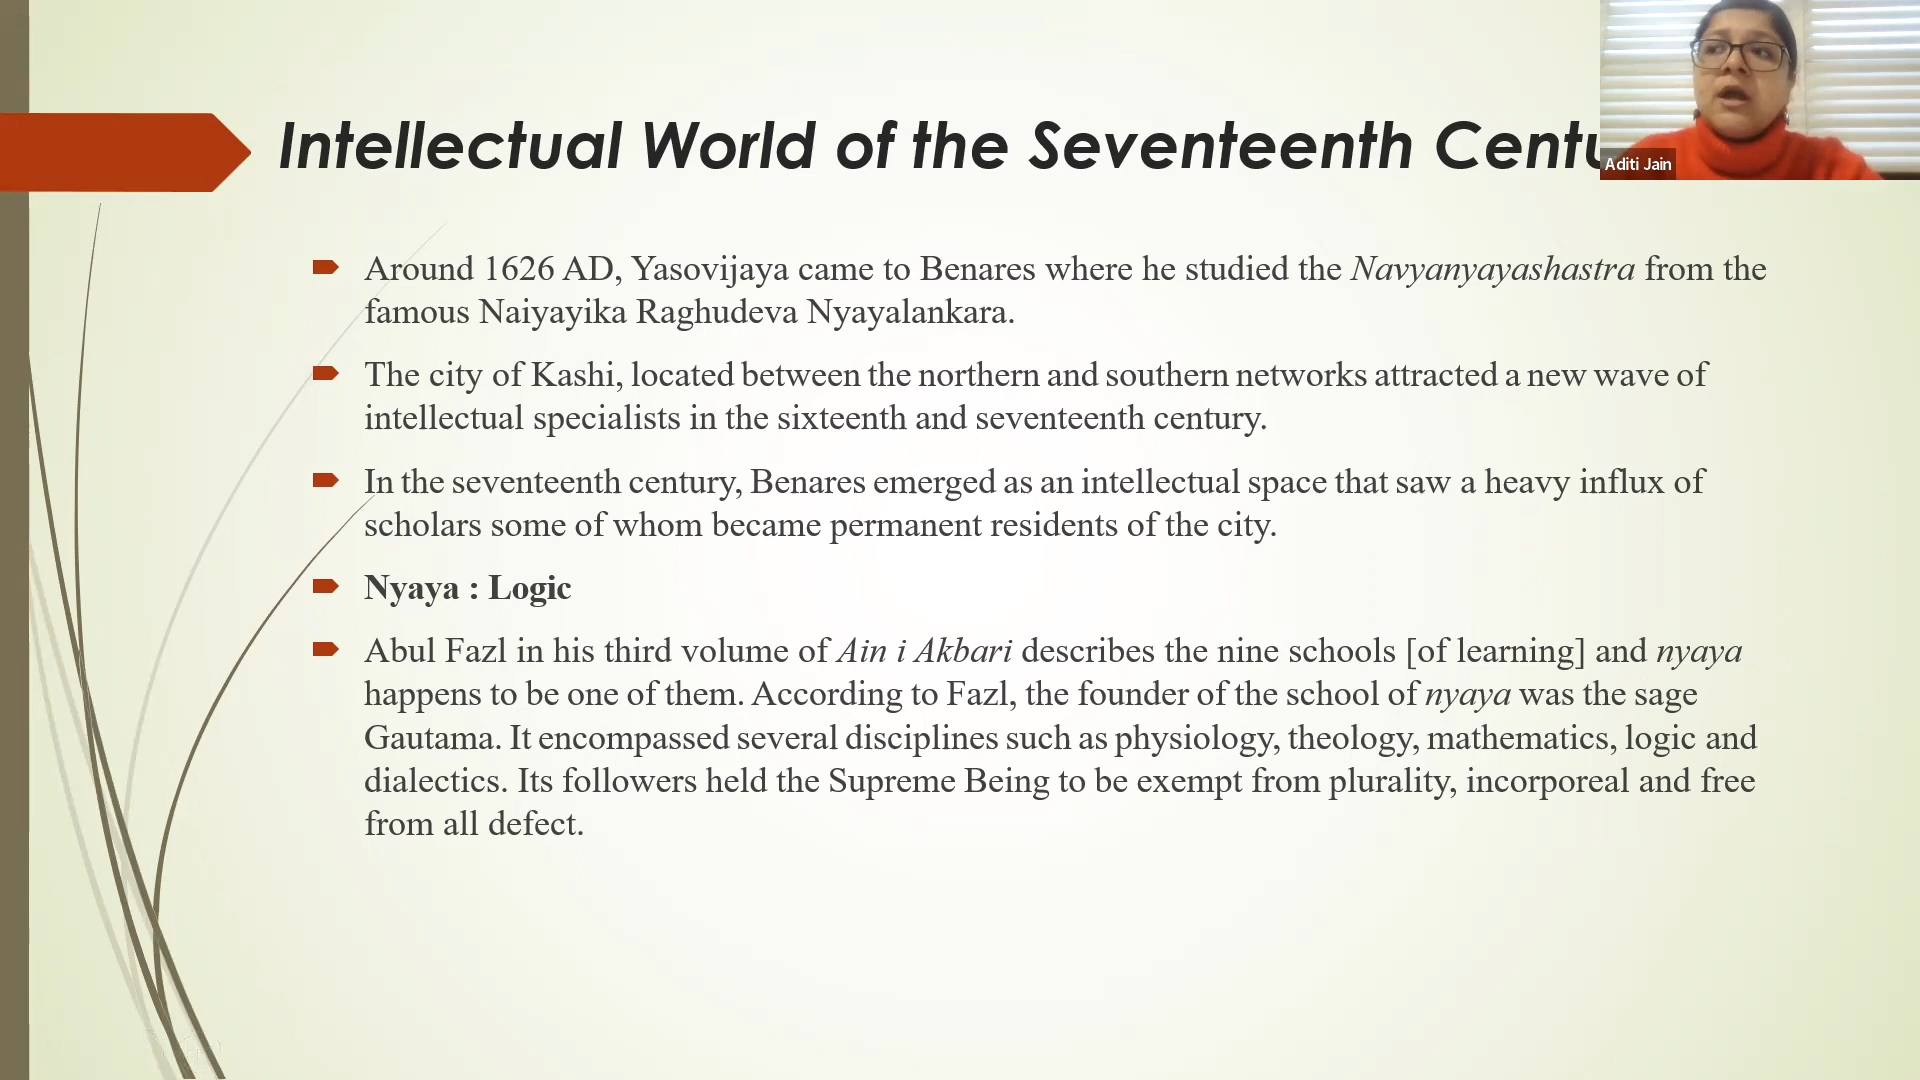 Intellectual World of the Seventeenth
Aditi Jain
Around 1626 AD, Yasovijaya came to Benares where he studied the Navyanyayashastra from the
famous Naiyayika Raghudeva Nyayalankara.
The city of Kashi, located between the northern and southern networks attracted a new wave of
intellectual specialists in the sixteenth and seventeenth century.
In the seventeenth century, Benares emerged as an intellectual space that saw a heavy influx of
scholars some of whom became permanent residents of the city.
Nyaya : Logic
Abul Fazl in his third volume of Ain i Akbari describes the nine schools [of learning] and nyaya
happens to be one of them. According to Fazl, the founder of the school of nyaya was the sage
Gautama. It encompassed several disciplines such as physiology, theology, mathematics, logic and
dialectics. Its followers held the Supreme Being to be exempt from plurality, incorporeal and free
from all defect.